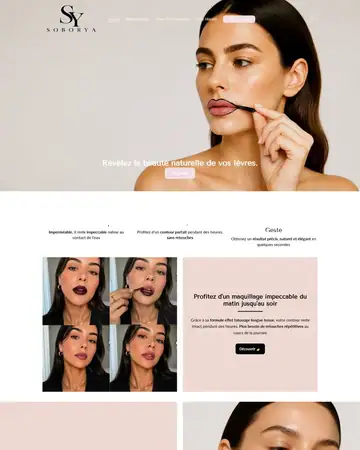 SY
SOBORYA
Révélez la beauté naturelle de vos lèvres.
Imperméable, il reste impeccable même au
contact de l'eau
Profitez d'un contour parfait pendant des heures,
sans retouches
Geste
Obtenez un résultat précis, naturel et élégant en
quelques secondes
Profitez d'un maquillage impeccable du
matin jusqu'au soir
Grâce à sa formule effet tatouage longue tenue, votre contour reste
intact pendant des heures. Plus besoin de retouches répétitives au
cours de la journée.
Découvrir